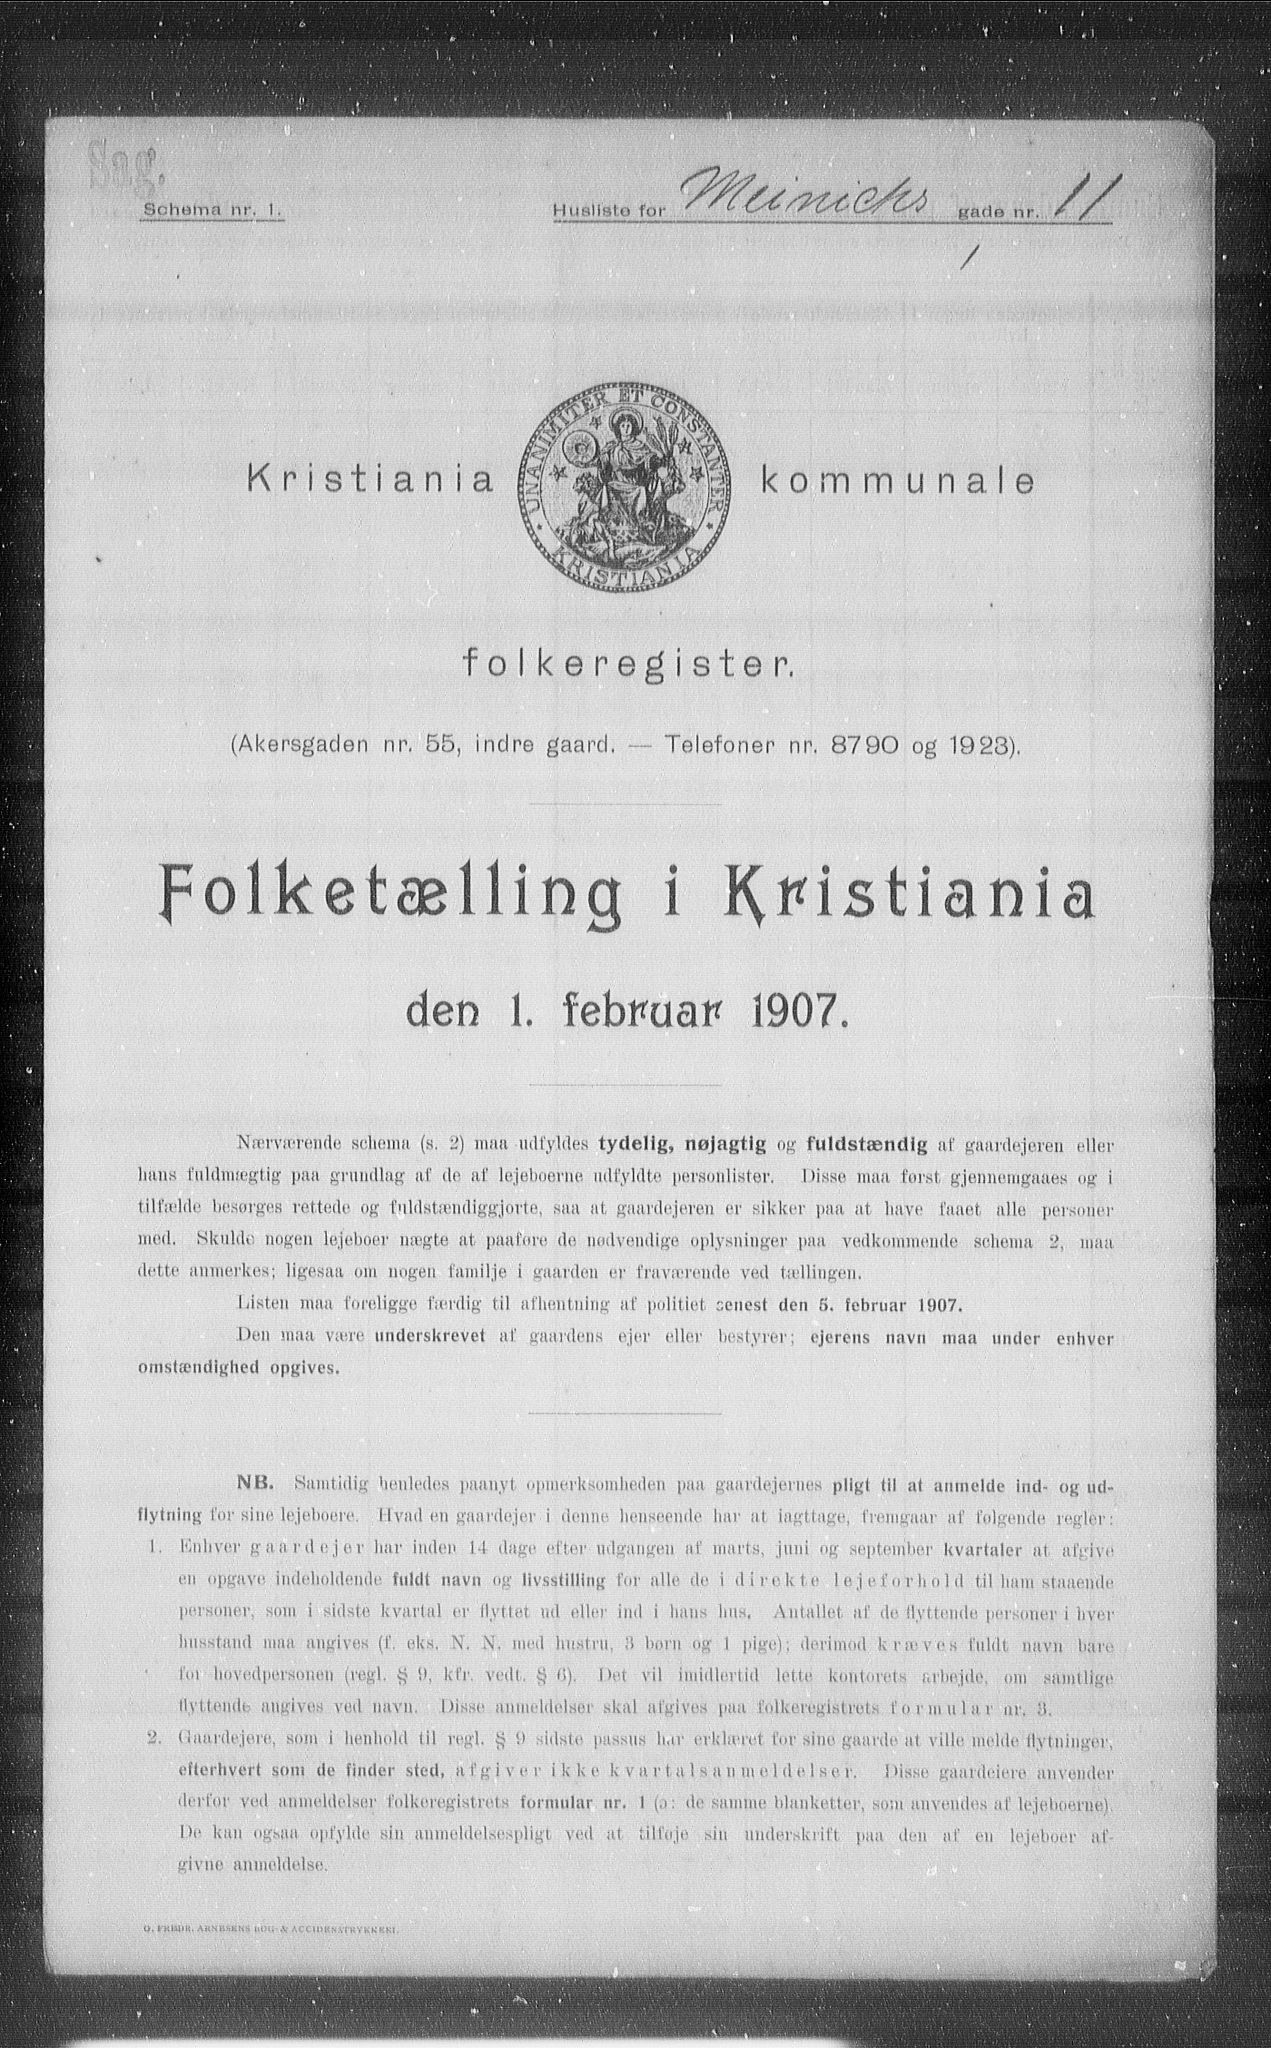 Sag.
Schema nr. 1.
Husliste for Meinichs gade nr. 11
Kristiania kommunale
UNANIMITER ET CONSTANTER
KRISTIANIA
folkeregister.
(Akersgaden nr. 55, indre gaard. — Telefoner nr. 8790 og 1923).
Folketælling i Kristiania
den 1. februar 1907.
Nærværende schema (s. 2) maa udfyldes tydelig, nøjagtig og fuldstændig af gaardejeren eller
hans fuldmægtig paa grundlag af de af lejeboerne udfyldte personlister. Disse maa først gjennemgaaes og i
tilfælde besørges rettede og fuldstændiggjorte, saa at gaardejeren er sikker paa at have faaet alle personer
med. Skulde nogen lejeboer nægte at paaføre de nødvendige oplysninger paa vedkommende schema 2, maa
dette anmerkes; ligesaa om nogen familje i gaarden er fraværende ved tællingen.
Listen maa foreligge færdig til afhentning af politiet senest den 5. februar 1907.
Den maa være underskrevet af gaardens ejer eller bestyrer; ejerens navn maa under enhver
omstændighed opgives.
NB. Samtidig henledes paanyt opmerksomheden paa gaardejernes pligt til at anmelde ind- og ud-
flytning for sine lejeboere. Hvad en gaardejer i denne henseende har at iagttage, fremgaar af følgende regler:
1. Enhver gaardejer har inden 14 dage efter udgangen af marts, juni og september kvartaler at afgive
en opgave indeholdende fuldt navn og livsstilling for alle de i direkte lejeforhold til ham staaende
personer, som i sidste kvartal er flyttet ud eller ind i hans hus. Antallet af de flyttende personer i hver
husstand maa angives (f. eks. N. N. med hustru, 3 børn og 1 pige); derimod kræves fuldt navn bare
for hovedpersonen (regl. § 9, kfr. vedt. § 6). Det vil imidlertid lette kontorets arbejde, om samtlige
flyttende angives ved navn. Disse anmeldelser skal afgives paa folkeregistrets formular nr. 3.
2. Gaardejere, som i henhold til regl. § 9 sidste passus har erklæret for sine gaarde at ville melde flytninger,
efterhvert som de finder sted, afgiver ikke kvartalsanmeldelser. Disse gaardeiere anvender
derfor ved anmeldelser folkeregistrets formular nr. 1 (ɔ: de samme blanketter, som anvendes af lejeboerne).
De kan ogsaa opfylde sin anmeldelsespligt ved at tilføje sin underskrift paa den af en lejeboer af-
givne anmeldelse.
O. FREDR. ARNESENS BOG- & ACCIDENSTRYKKERI.